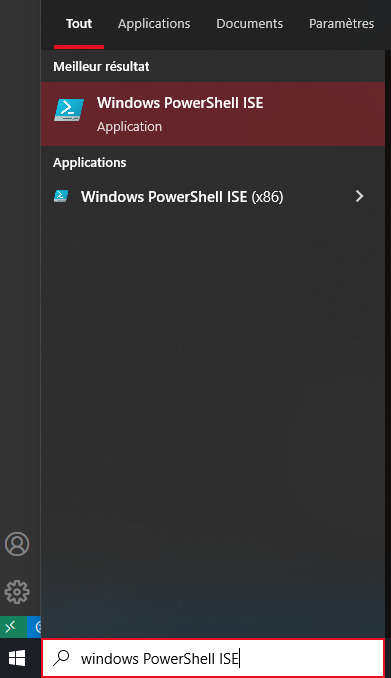 Tout Applications Documents Paramètres
Meilleur résultat
Windows PowerShell ISE
Application
Applications
Windows PowerShell ISE (x86)
windows PowerShell ISE